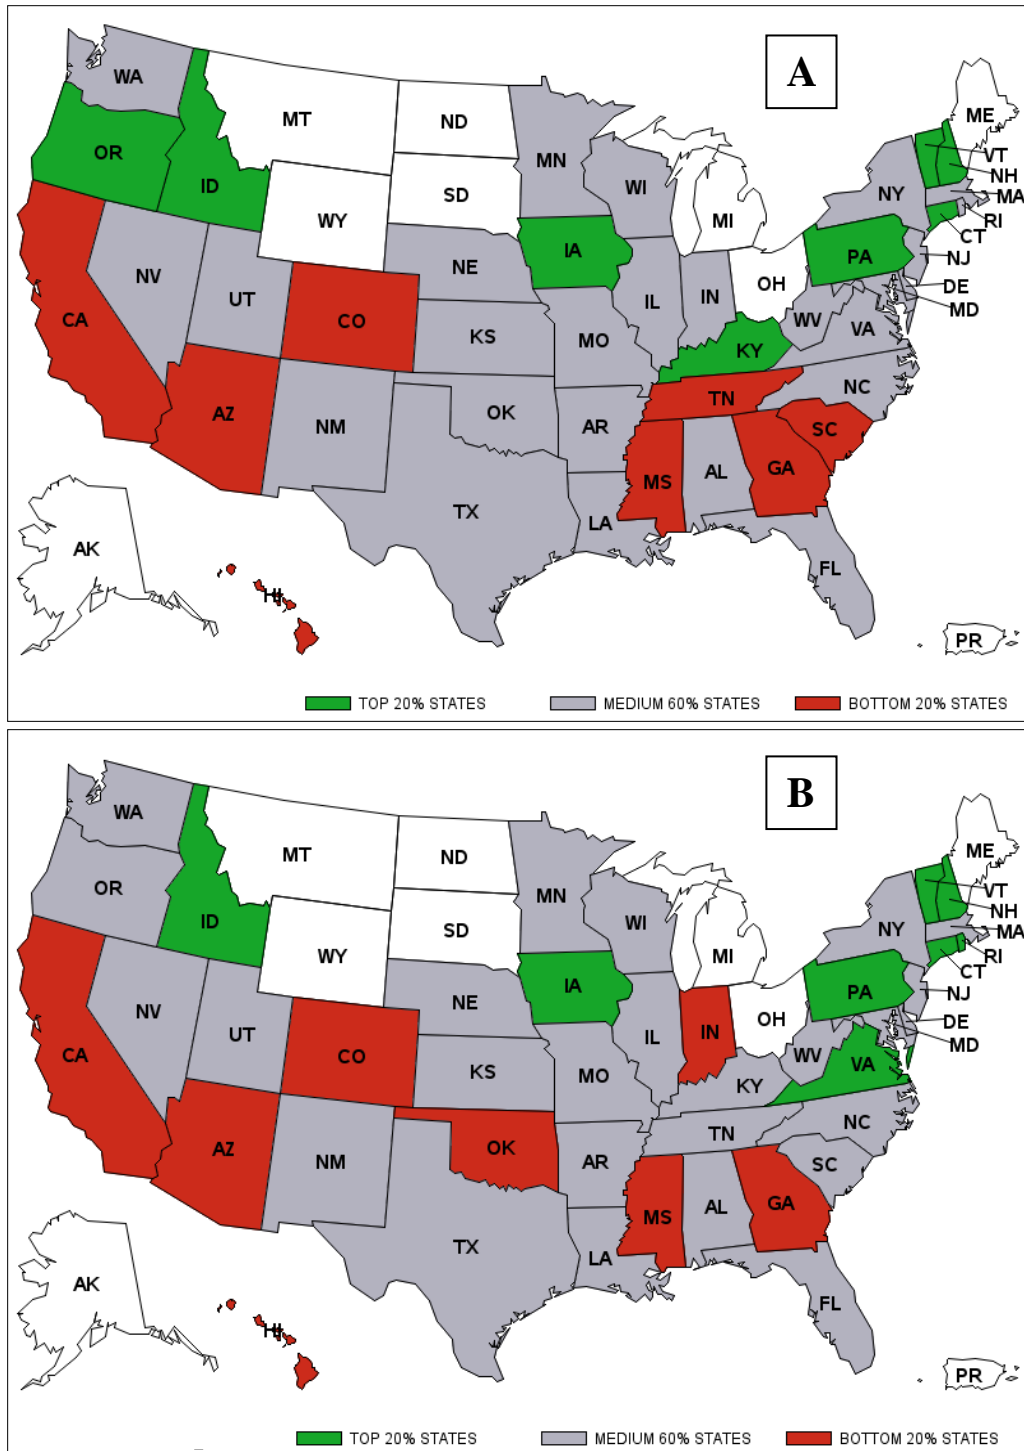 A
WA
MT
ND
ME
OR
ID
MN
VT
NH
SD
WI
NY
MA
WY
MI
RI
CT
IA
PA
NE
NJ
NV
UT
IL
IN
OH
DE
CA
CO
KS
MO
WV
VA
MD
KY
AZ
NM
OK
AR
TN
NC
SC
TX
MS
AL
GA
LA
AK
FL
HI
PR
TOP 20% STATES MEDIUM 60% STATES BOTTOM 20% STATES
B
WA
MT
ND
ME
OR
ID
MN
VT
NH
SD
WI
NY
MA
WY
MI
RI
CT
IA
PA
NE
NJ
NV
UT
IL
IN
OH
DE
CA
CO
KS
MO
WV
VA
MD
KY
AZ
NM
OK
AR
TN
NC
SC
TX
MS
AL
GA
LA
AK
FL
HI
PR
TOP 20% STATES MEDIUM 60% STATES BOTTOM 20% STATES